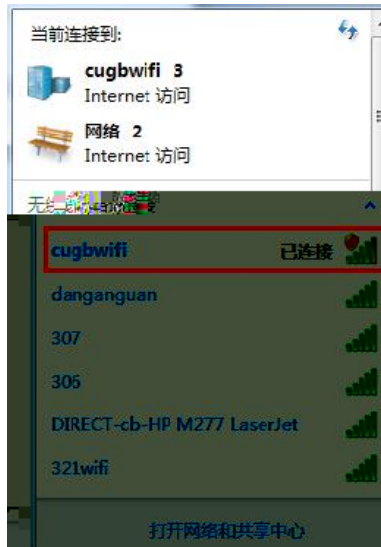 当前连接到:
cugbwifi 3
Internet 访问
网络 2
Internet 访问
cugbwifi 已连接
danganguan
307
305
DIRECT-cb-HP M277 LaserJet
321wifi
打开网络和共享中心